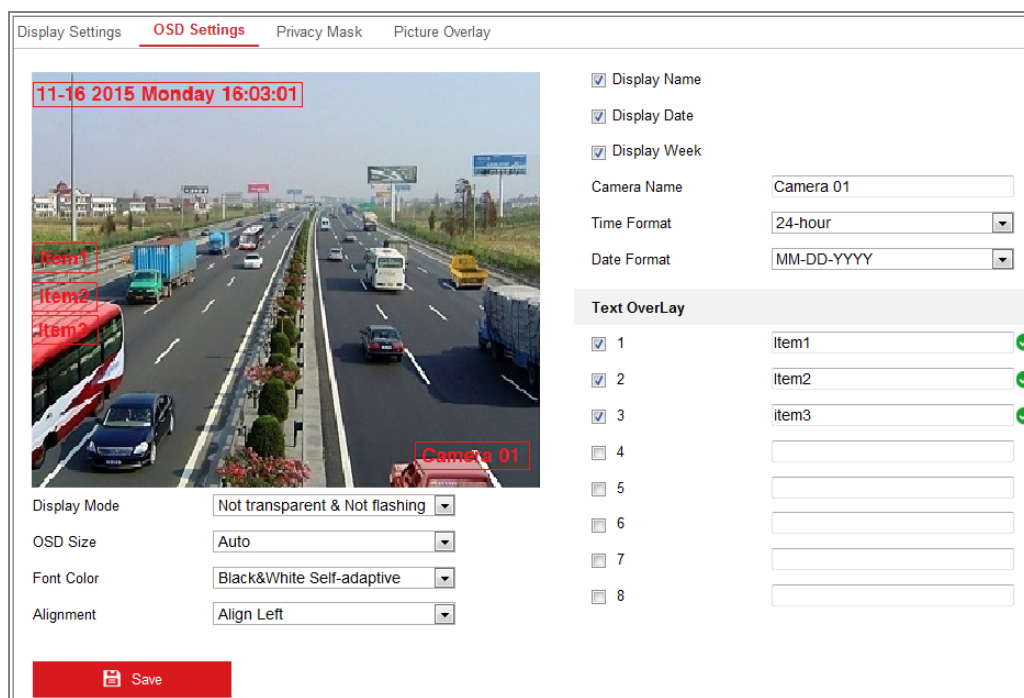 Display Settings OSD Settings Privacy Mask Picture Overlay
11-16 2015 Monday 16:03:01
Item1
Item2
Item3
Camera 01
Display Mode Not transparent & Not flashing
OSD Size Auto
Font Color Black&White Self-adaptive
Alignment Align Left
Save
Display Name
Display Date
Display Week
Camera Name Camera 01
Time Format 24-hour
Date Format MM-DD-YYYY
Text OverLay
1 Item1
2 Item2
3 item3
4
5
6
7
8